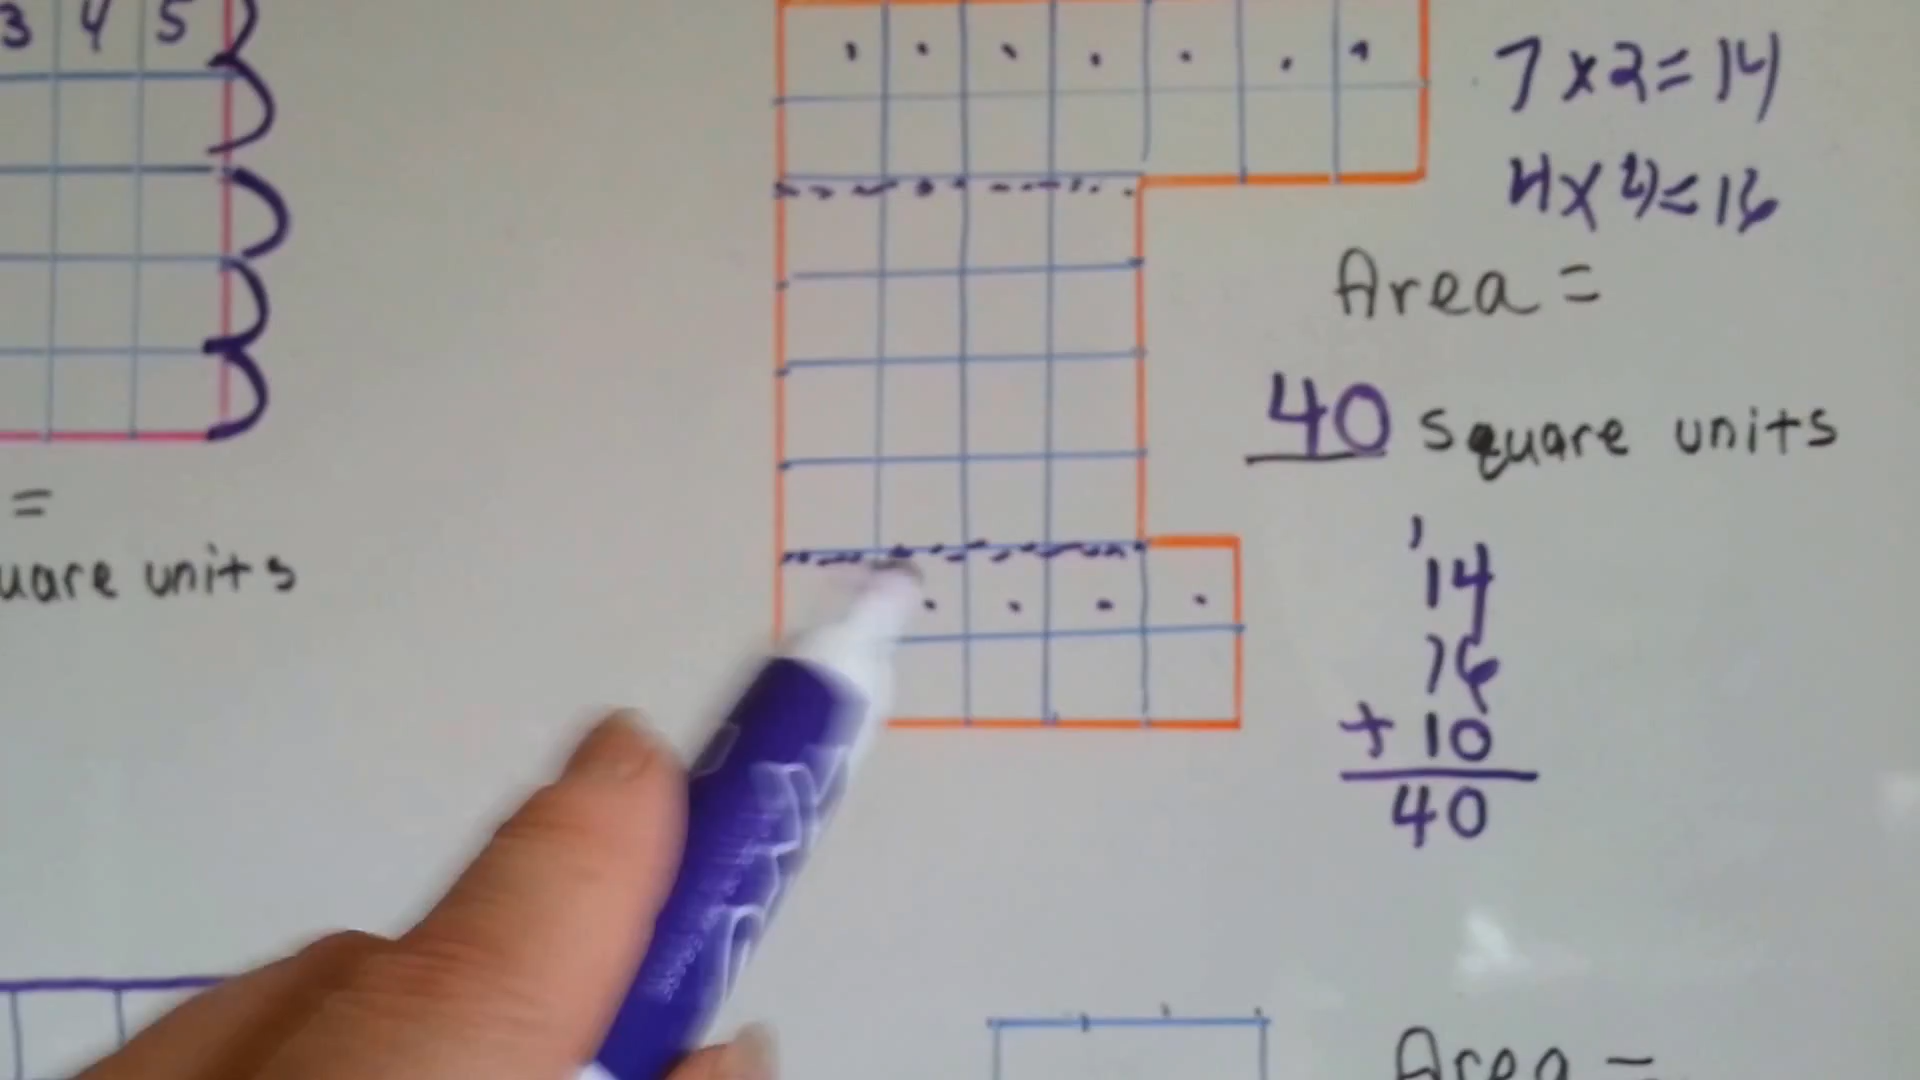 3 4 5
7 x 2 = 14
4 x 4 = 16
Area =
40 square units
=
uare units
14
16
+ 10
40
Area =